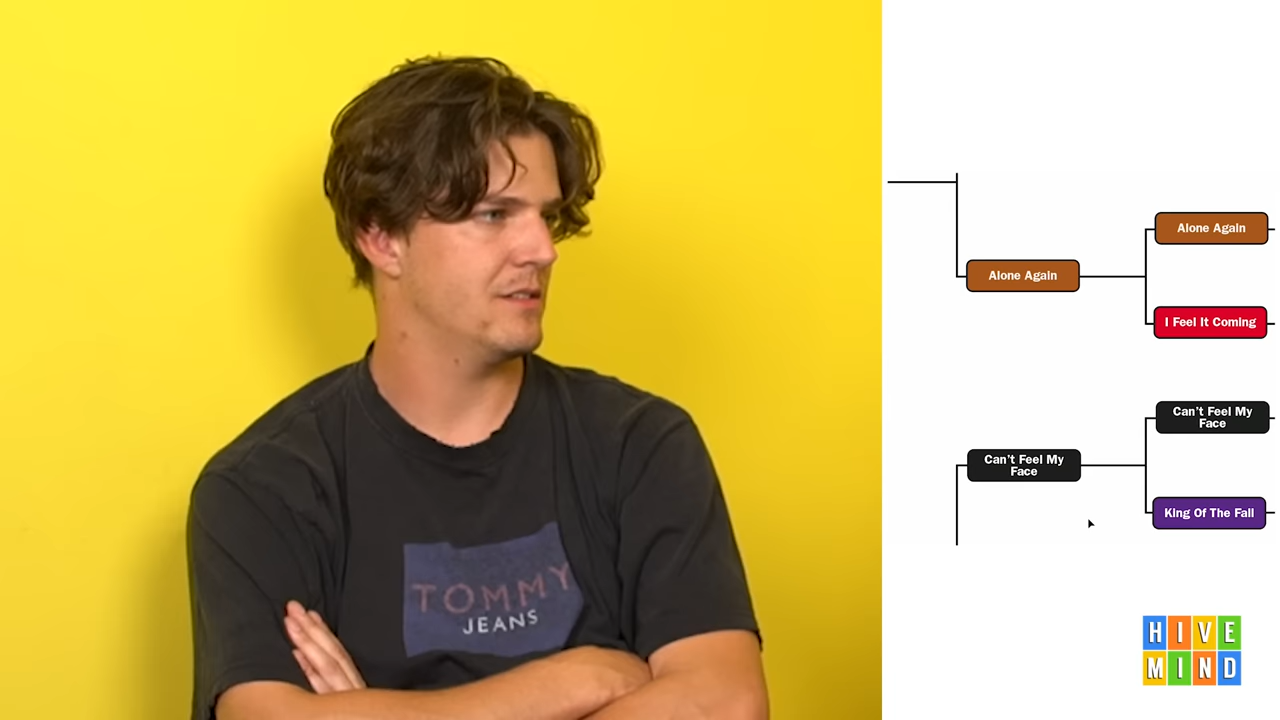 TOMMY
JEANS
Alone Again
Alone Again
I Feel It Coming
Can't Feel My
Face
Can't Feel My
Face
King Of The Fall
HIVE
MIND